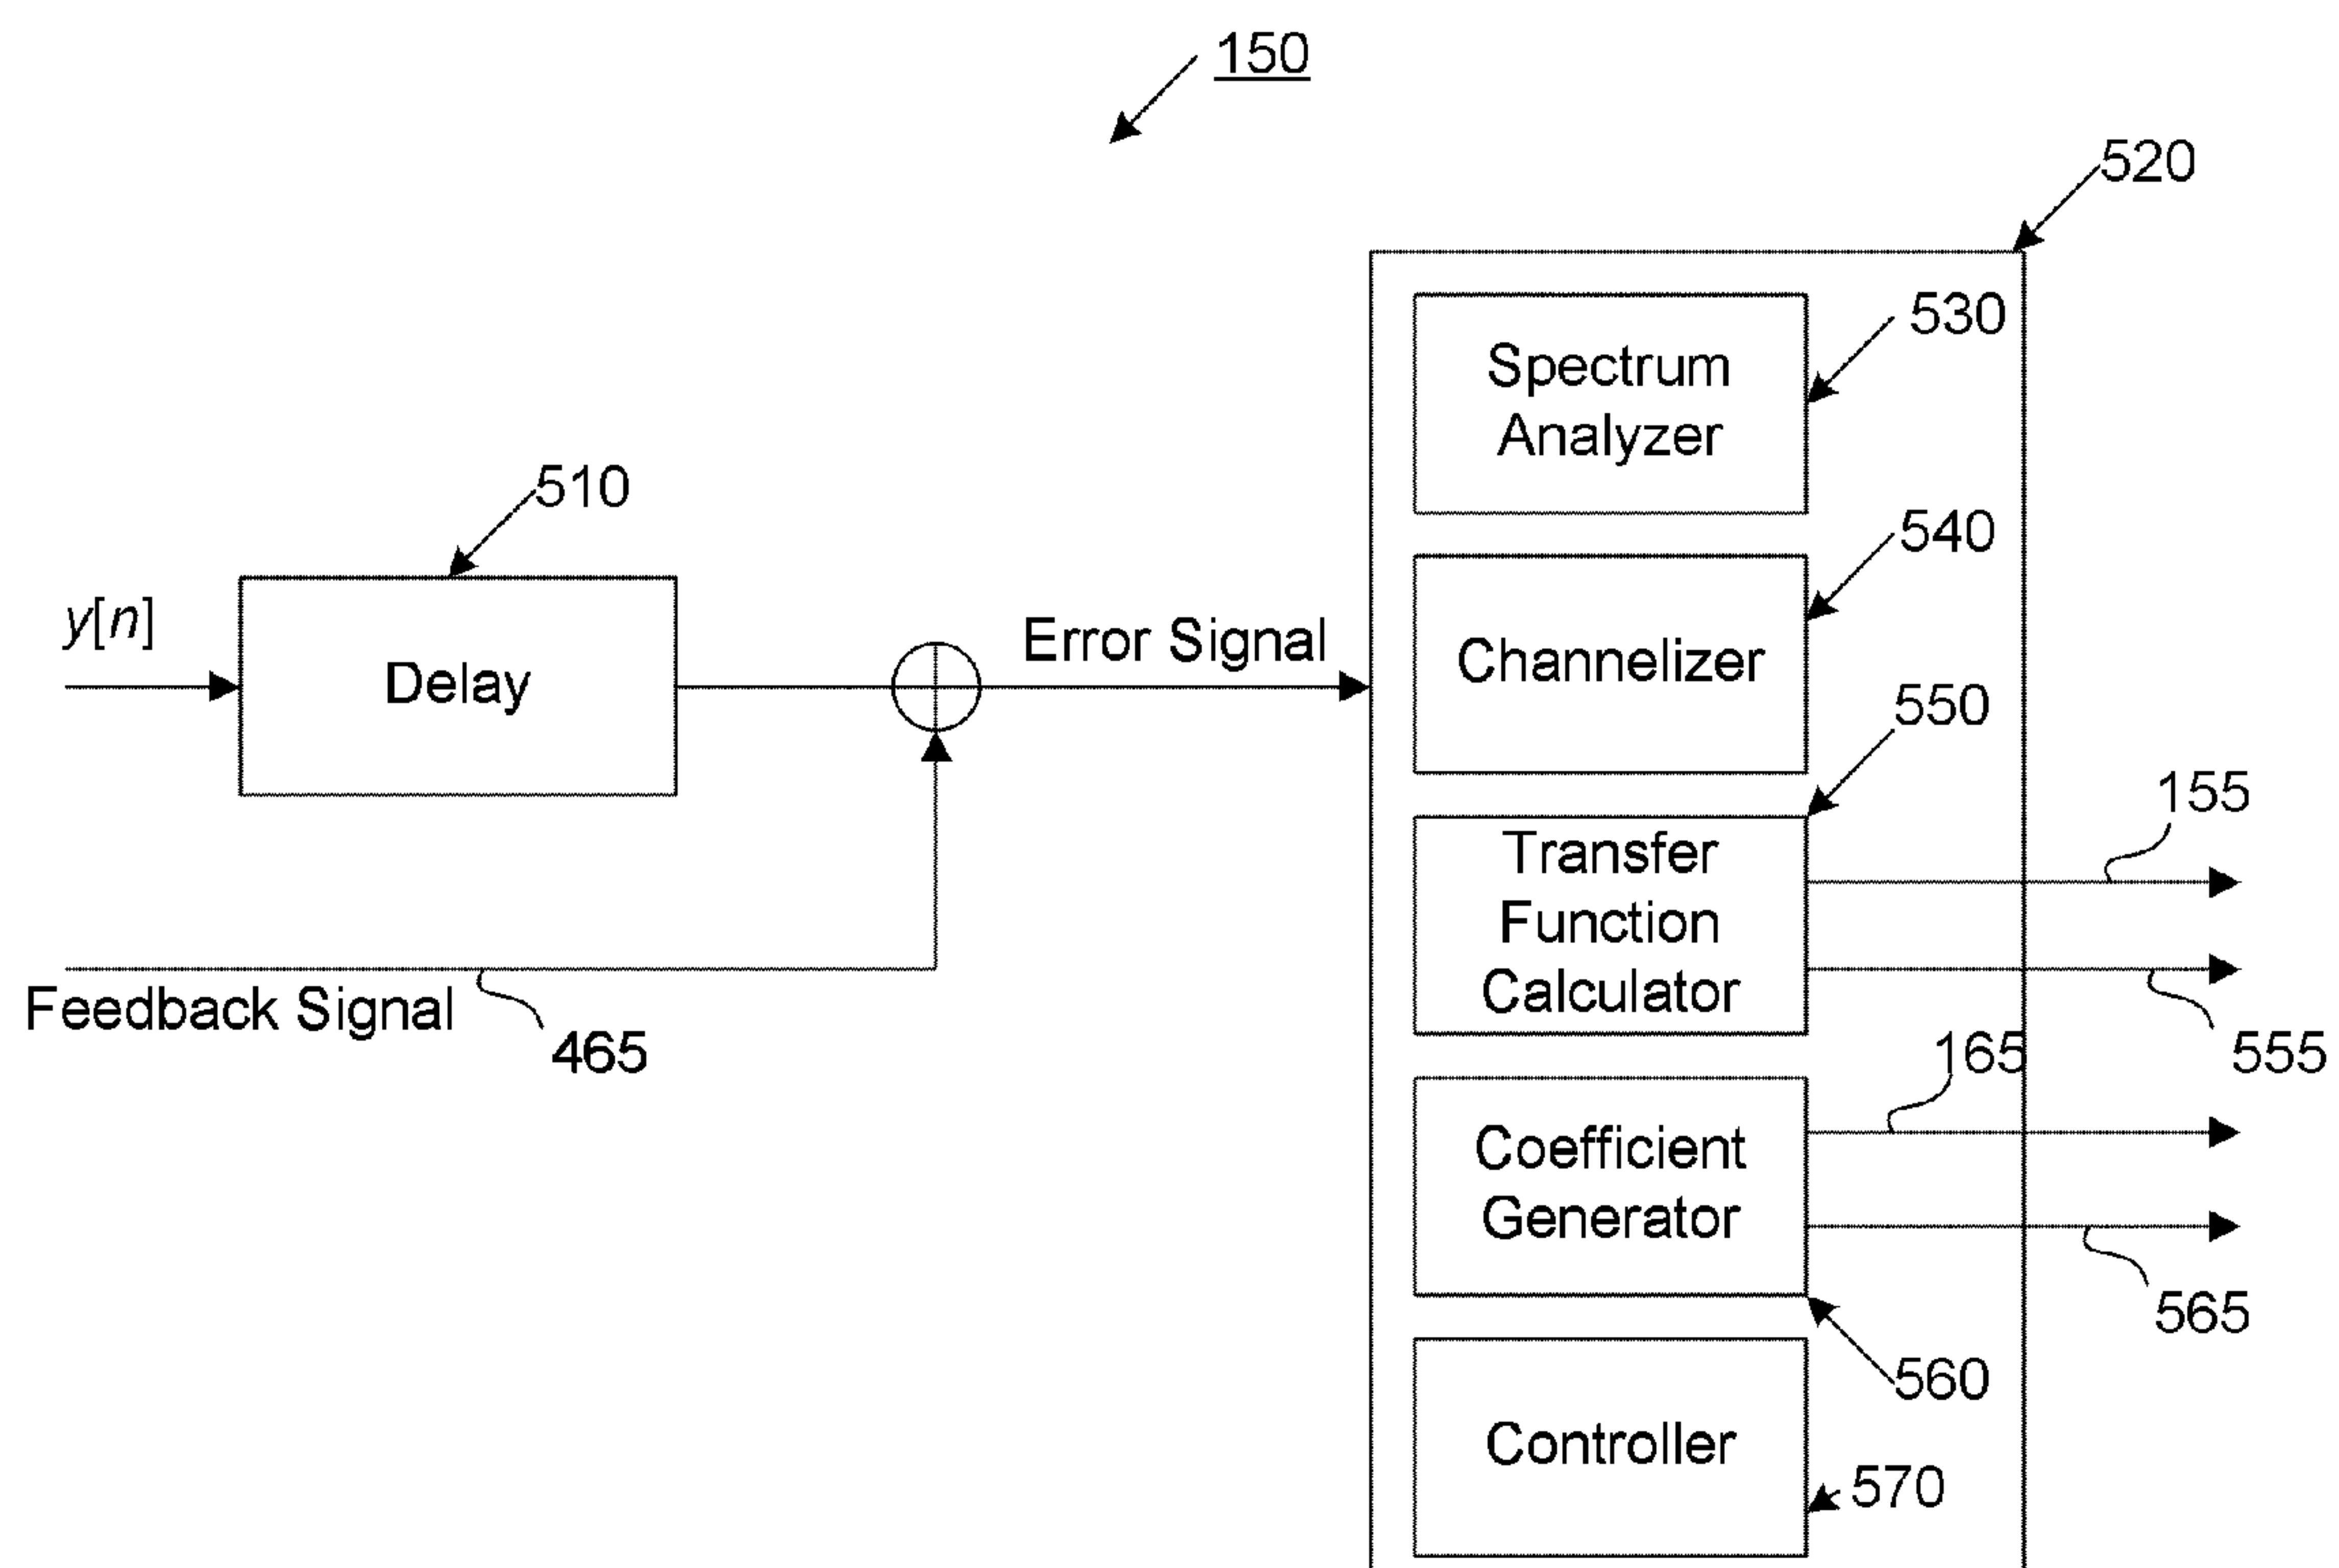 150
520
530
Spectrum
Analyzer
510
540
y[n]
Error Signal
Delay
Channelizer
550
155
Transfer
Function
Calculator
Feedback Signal
465
165
555
Coefficient
Generator
565
560
Controller
570